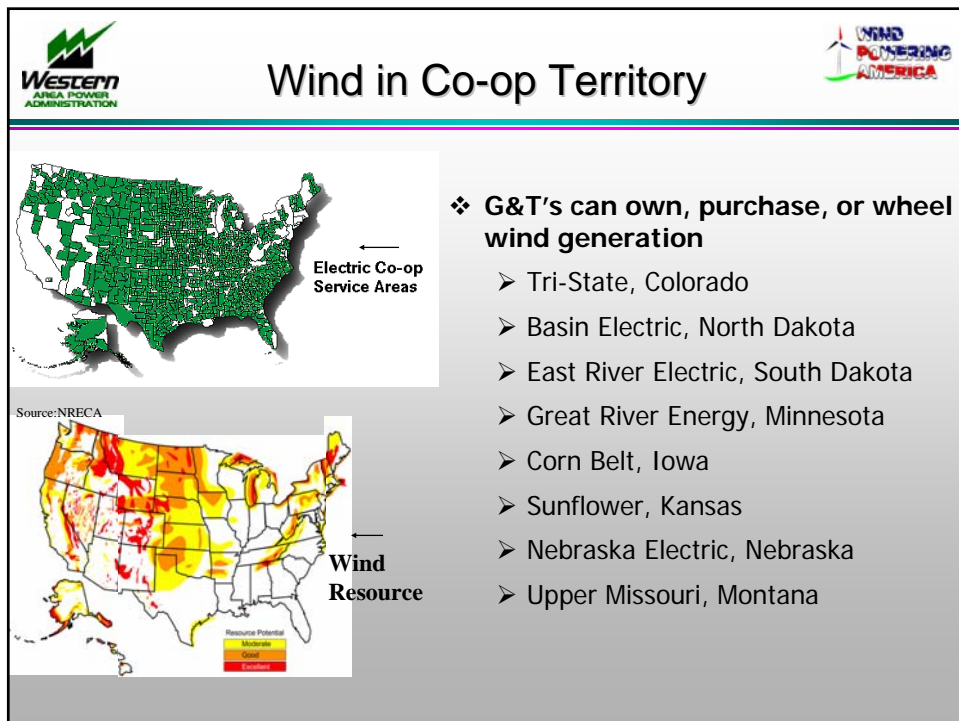 Western
AREA POWER
ADMINISTRATION
Wind in Co-op Territory
WIND
POWERING
AMERICA
Electric Co-op
Service Areas
Source:NRECA
Wind
Resource
Resource Potential
Moderate
Good
Excellent
❖ G&T's can own, purchase, or wheel
wind generation
➢ Tri-State, Colorado
➢ Basin Electric, North Dakota
➢ East River Electric, South Dakota
➢ Great River Energy, Minnesota
➢ Corn Belt, Iowa
➢ Sunflower, Kansas
➢ Nebraska Electric, Nebraska
➢ Upper Missouri, Montana